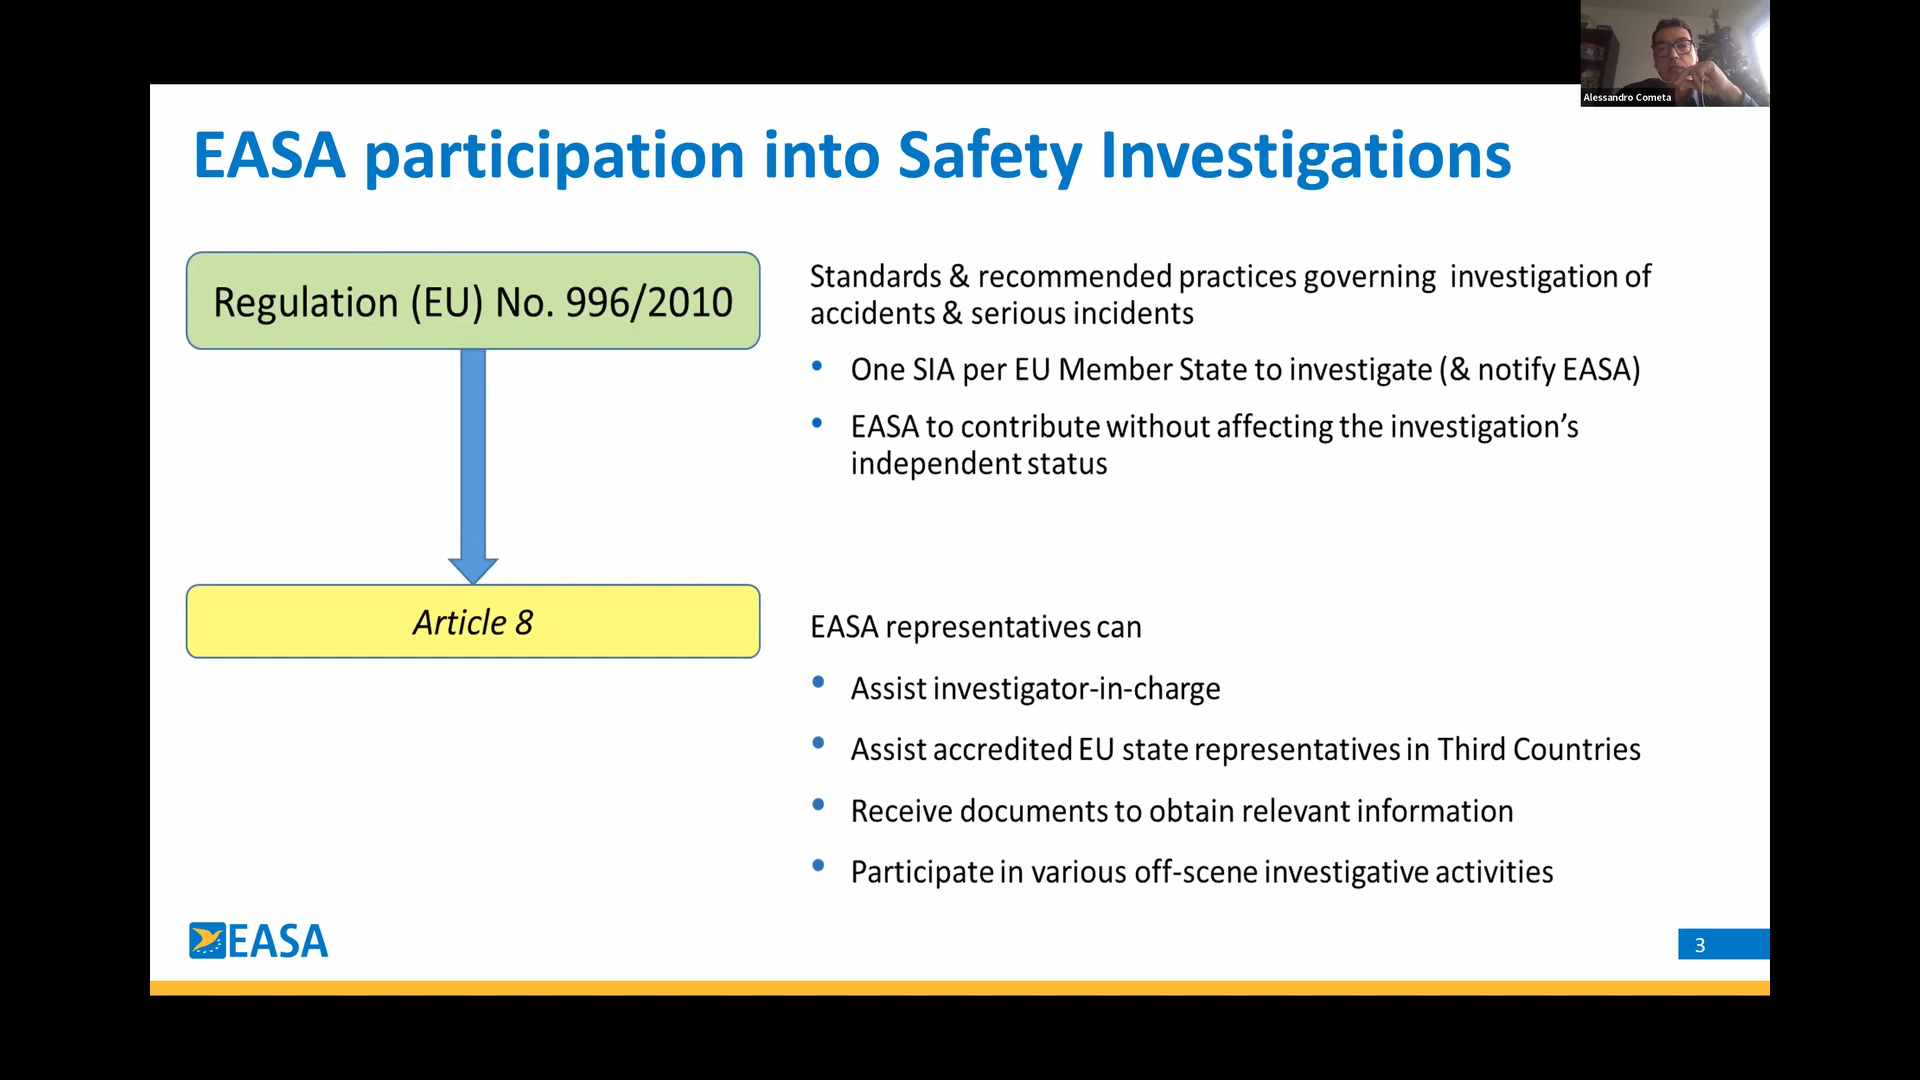 Alessandro Cometa
EASA participation into Safety Investigations
Regulation (EU) No. 996/2010
Standards & recommended practices governing investigation of
accidents & serious incidents
• One SIA per EU Member State to investigate (& notify EASA)
• EASA to contribute without affecting the investigation’s
independent status
Article 8
EASA representatives can
• Assist investigator-in-charge
• Assist accredited EU state representatives in Third Countries
• Receive documents to obtain relevant information
• Participate in various off-scene investigative activities
EASA
3